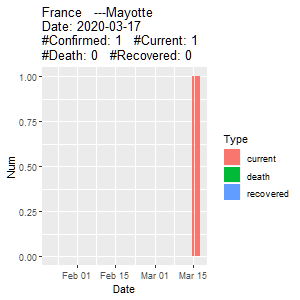 France   ---Mayotte
Date: 2020-03-17
#Confirmed: 1   #Current: 1
#Death: 0   #Recovered: 0
1.00
0.75
0.50
0.25
0.00
Num
Feb 01
Feb 15
Mar 01
Mar 15
Date
Type
current
death
recovered